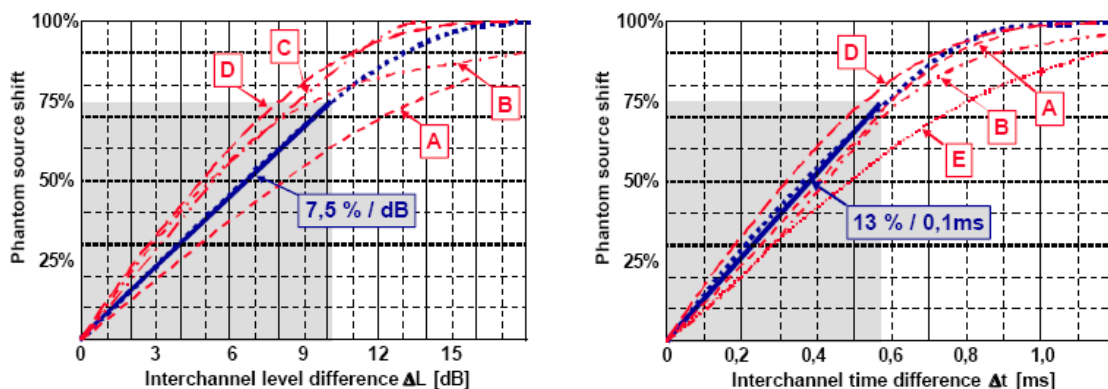 100%
75%
50%
25%
0
3
6
9
12
15
Phantom source shift
Interchannel level difference ΔL [dB]
D
C
B
A
7,5 % / dB
100%
75%
50%
25%
0
0,2
0,4
0,6
0,8
1,0
Phantom source shift
Interchannel time difference Δt [ms]
D
A
B
E
13 % / 0,1ms